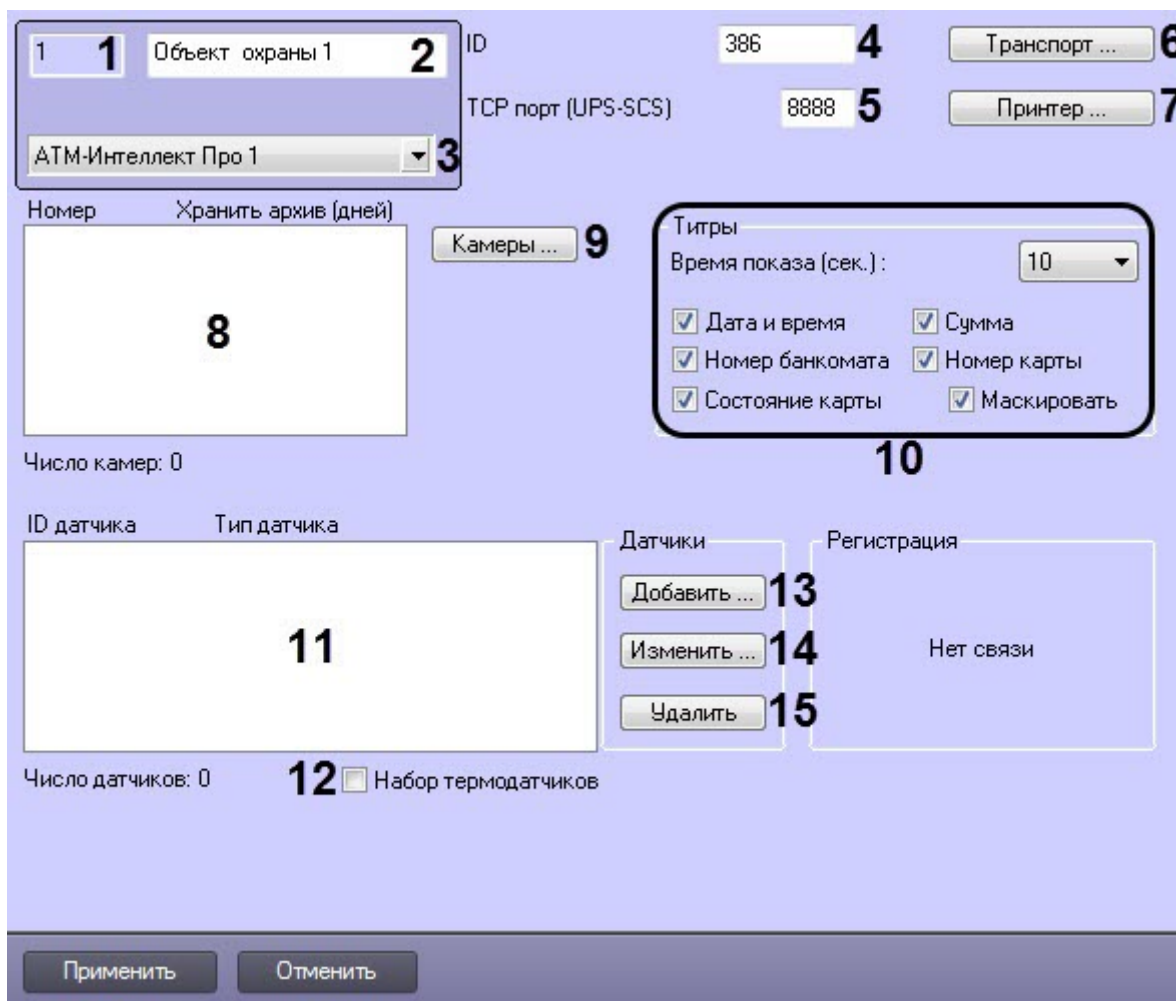 1 1 Объект охраны 1 2 ID 386 4 Транспорт ... 6
TCP порт (UPS-SCS) 8888 5 Принтер ... 7
АТМ-Интеллект Про 1 3
Номер Хранить архив (дней)
Камеры ... 9
8
Титры
Время показа (сек.) : 10
Дата и время Сумма
Номер банкомата Номер карты
Состояние карты Маскировать
10
Число камер: 0
ID датчика Тип датчика
11
Датчики
Добавить ... 13
Изменить ... 14
Удалить 15
Регистрация
Нет связи
Число датчиков: 0 12 Набор термодатчиков
Применить Отменить